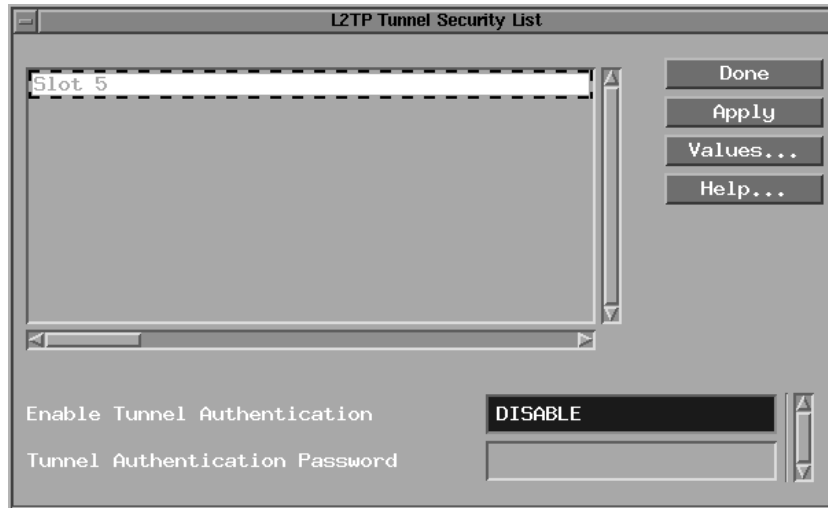 L2TP Tunnel Security List
Slot 5
Done
Apply
Values...
Help...
Enable Tunnel Authentication
DISABLE
Tunnel Authentication Password